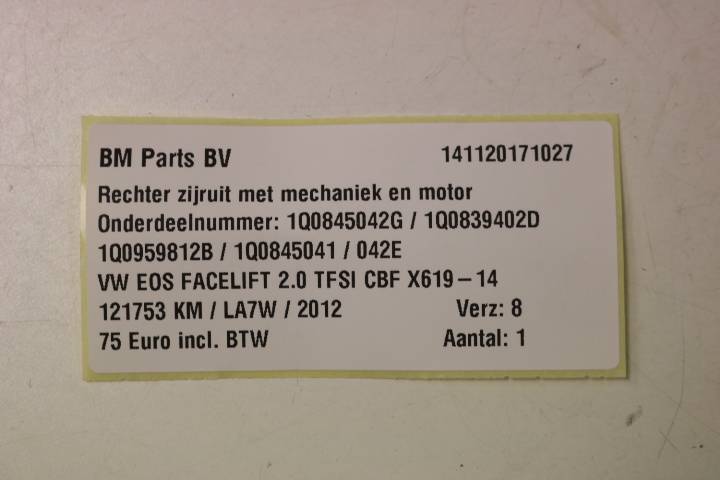 BM Parts BV 141120171027
Rechter zijruit met mechaniek en motor
Onderdeelnummer: 1Q0845042G / 1Q0839402D
1Q0959812B / 1Q0845041 / 042E
VW EOS FACELIFT 2.0 TFSI CBF X619-14
121753 KM / LA7W / 2012 Verz: 8
75 Euro incl. BTW Aantal: 1